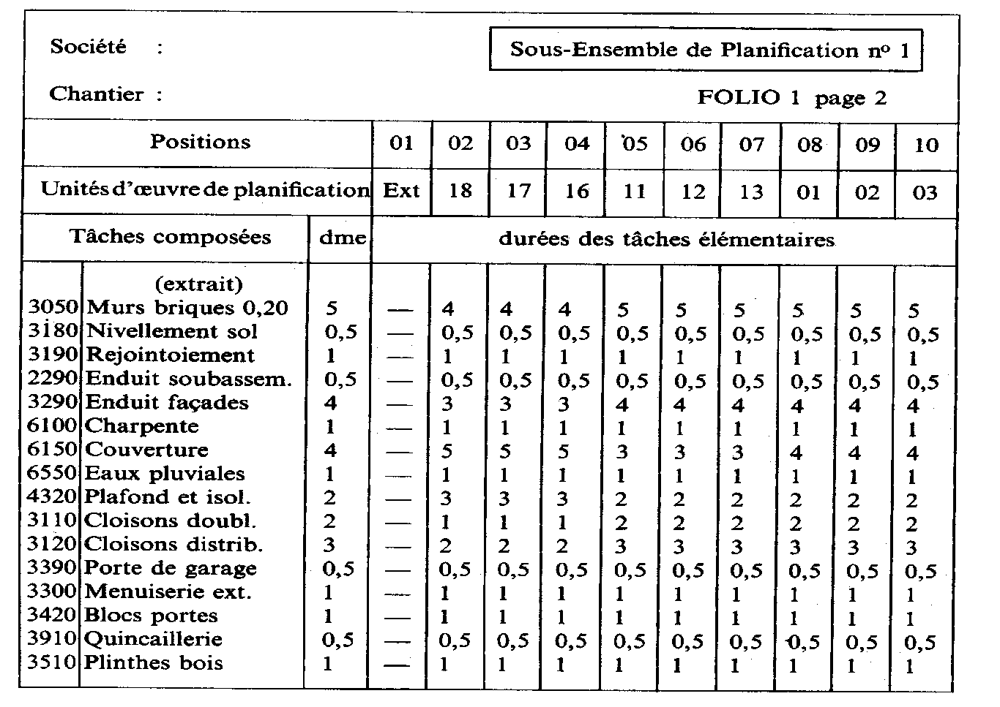 Société :
Sous-Ensemble de Planification nº 1
Chantier :
FOLIO 1 page 2
Positions 01 02 03 04 05 06 07 08 09 10
Unités d'œuvre de planification Ext 18 17 16 11 12 13 01 02 03
Tâches composées dme durées des tâches élémentaires
(extrait)
3050 Murs briques 0,20 5 — 4 4 4 5 5 5 5 5 5
3180 Nivellement sol 0,5 — 0,5 0,5 0,5 0,5 0,5 0,5 0,5 0,5 0,5
3190 Rejointoiement 1 — 1 1 1 1 1 1 1 1 1
2290 Enduit soubassem. 0,5 — 0,5 0,5 0,5 0,5 0,5 0,5 0,5 0,5 0,5
3290 Enduit façades 4 — 3 3 3 4 4 4 4 4 4
6100 Charpente 1 — 1 1 1 1 1 1 1 1 1
6150 Couverture 4 — 5 5 5 3 3 3 4 4 4
6550 Eaux pluviales 1 — 1 1 1 1 1 1 1 1 1
4320 Plafond et isol. 2 — 3 3 3 2 2 2 2 2 2
3110 Cloisons doubl. 2 — 1 1 1 2 2 2 2 2 2
3120 Cloisons distrib. 3 — 2 2 2 3 3 3 3 3 3
3390 Porte de garage 0,5 — 0,5 0,5 0,5 0,5 0,5 0,5 0,5 0,5 0,5
3300 Menuiserie ext. 1 — 1 1 1 1 1 1 1 1 1
3420 Blocs portes 1 — 1 1 1 1 1 1 1 1 1
3910 Quincaillerie 0,5 — 0,5 0,5 0,5 0,5 0,5 0,5 0,5 0,5 0,5
3510 Plinthes bois 1 — 1 1 1 1 1 1 1 1 1